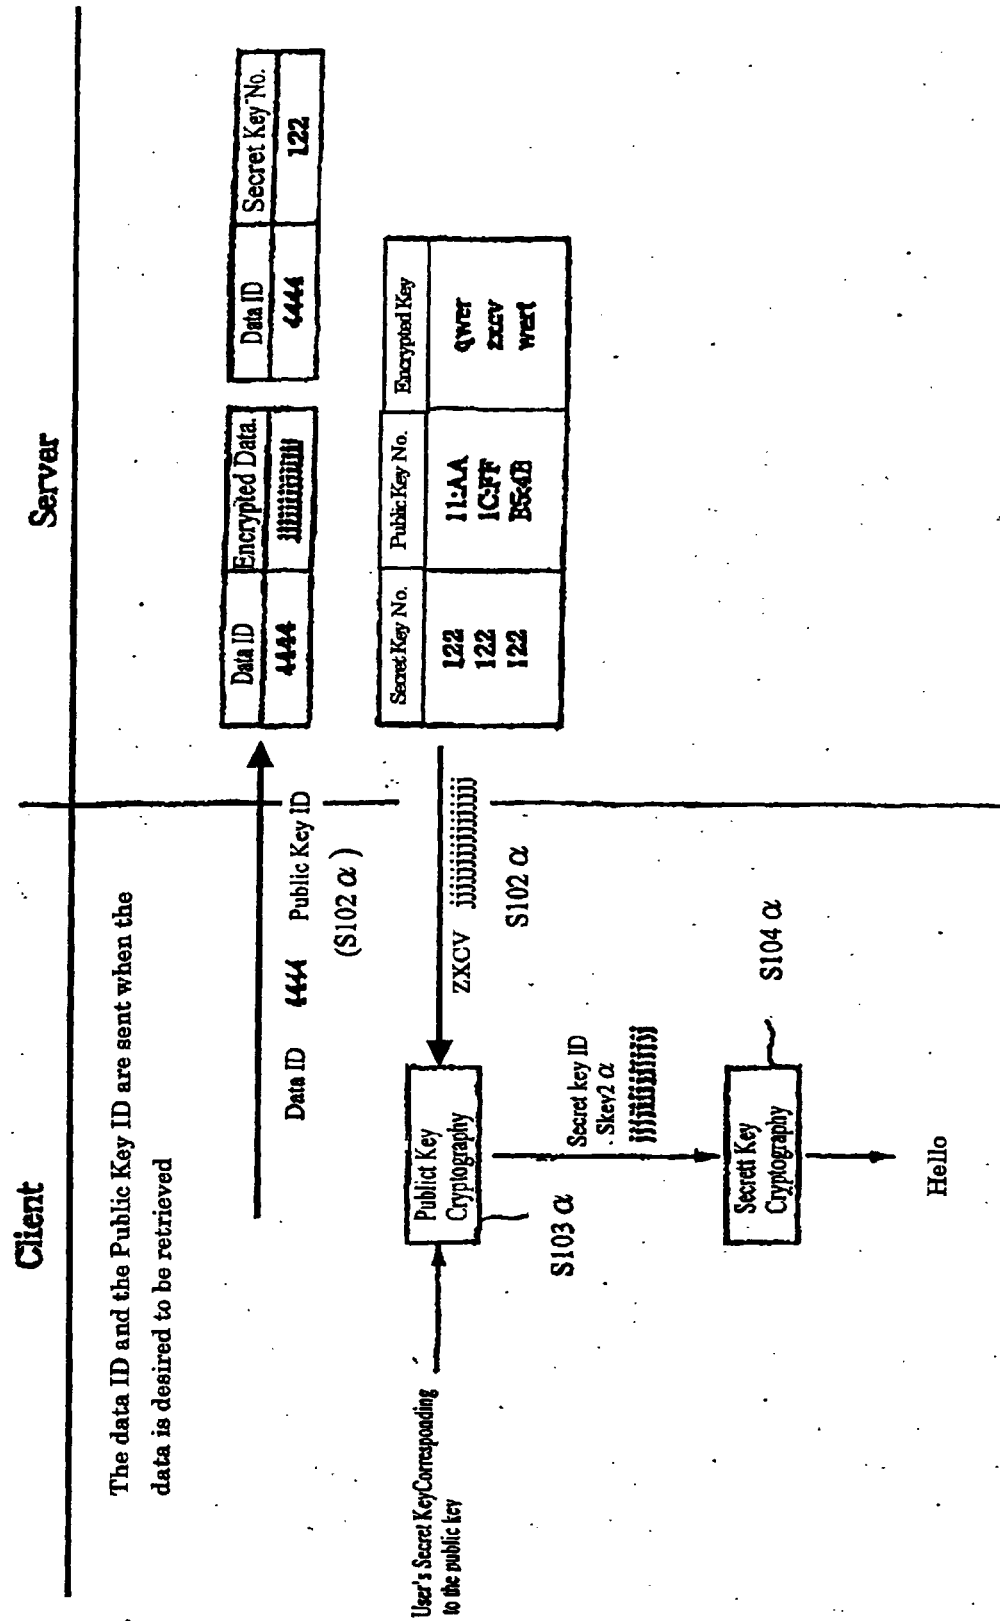 Client
Server
The data ID and the Public Key ID are sent when the
data is desired to be retrieved
Data ID 4444 Public Key ID
(S102 α)
Data ID Encrypted Data.
4444 jjjjjjjjjjjjjj
Data ID Secret Key No.
4444 122
Secret Key No. Public Key No. Encrypted Key
122 11:AA qwer
122 1C:FF zxcv
122 B5:4B wert
ZXCV jjjjjjjjjjjjjjjj
S102 α
User's Secret KeyCorresponding
to the public key
Publict Key
Cryptography
S103 α
Secret key ID
Skey2 α
jjjjjjjjjjjjjj
Secrett Key
Cryptography
S104 α
Hello